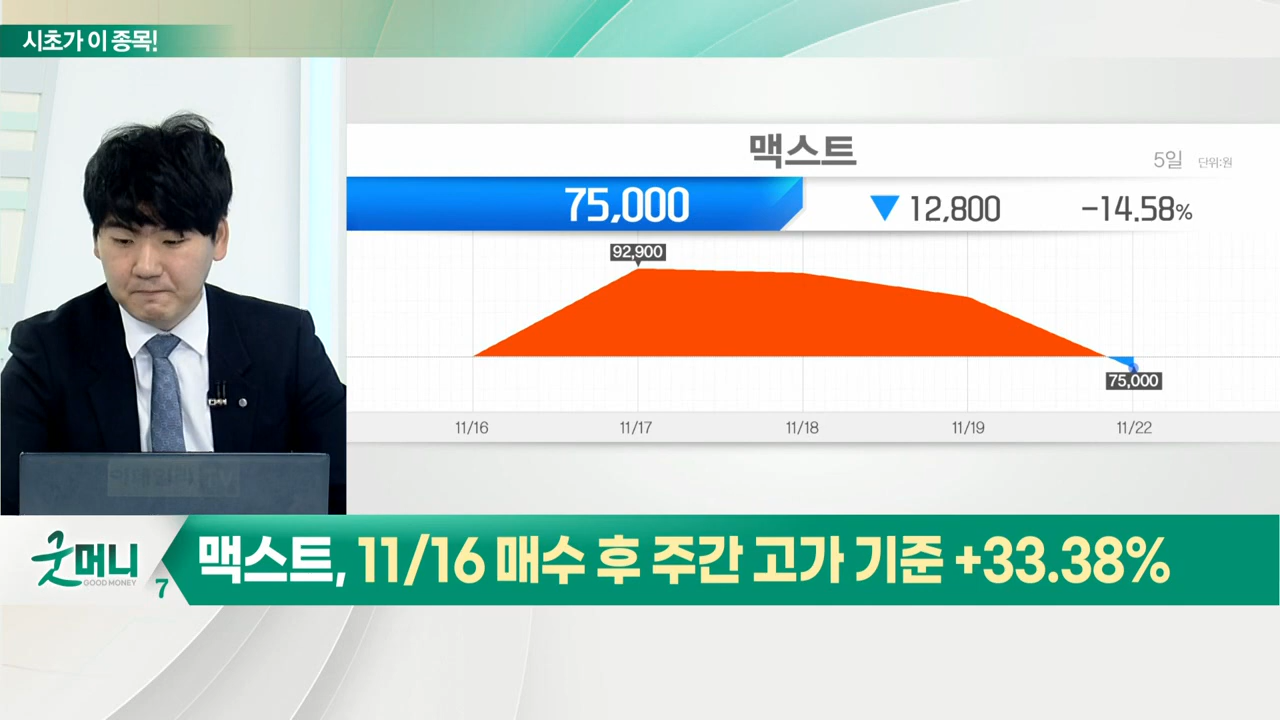 시초가 이 종목!
맥스트
5일 단위:원
75,000 ▼ 12,800 -14.58%
92,900
75,000
11/16 11/17 11/18 11/19 11/22
굿머니
GOOD MONEY
7
맥스트, 11/16 매수 후 주간 고가 기준 +33.38%